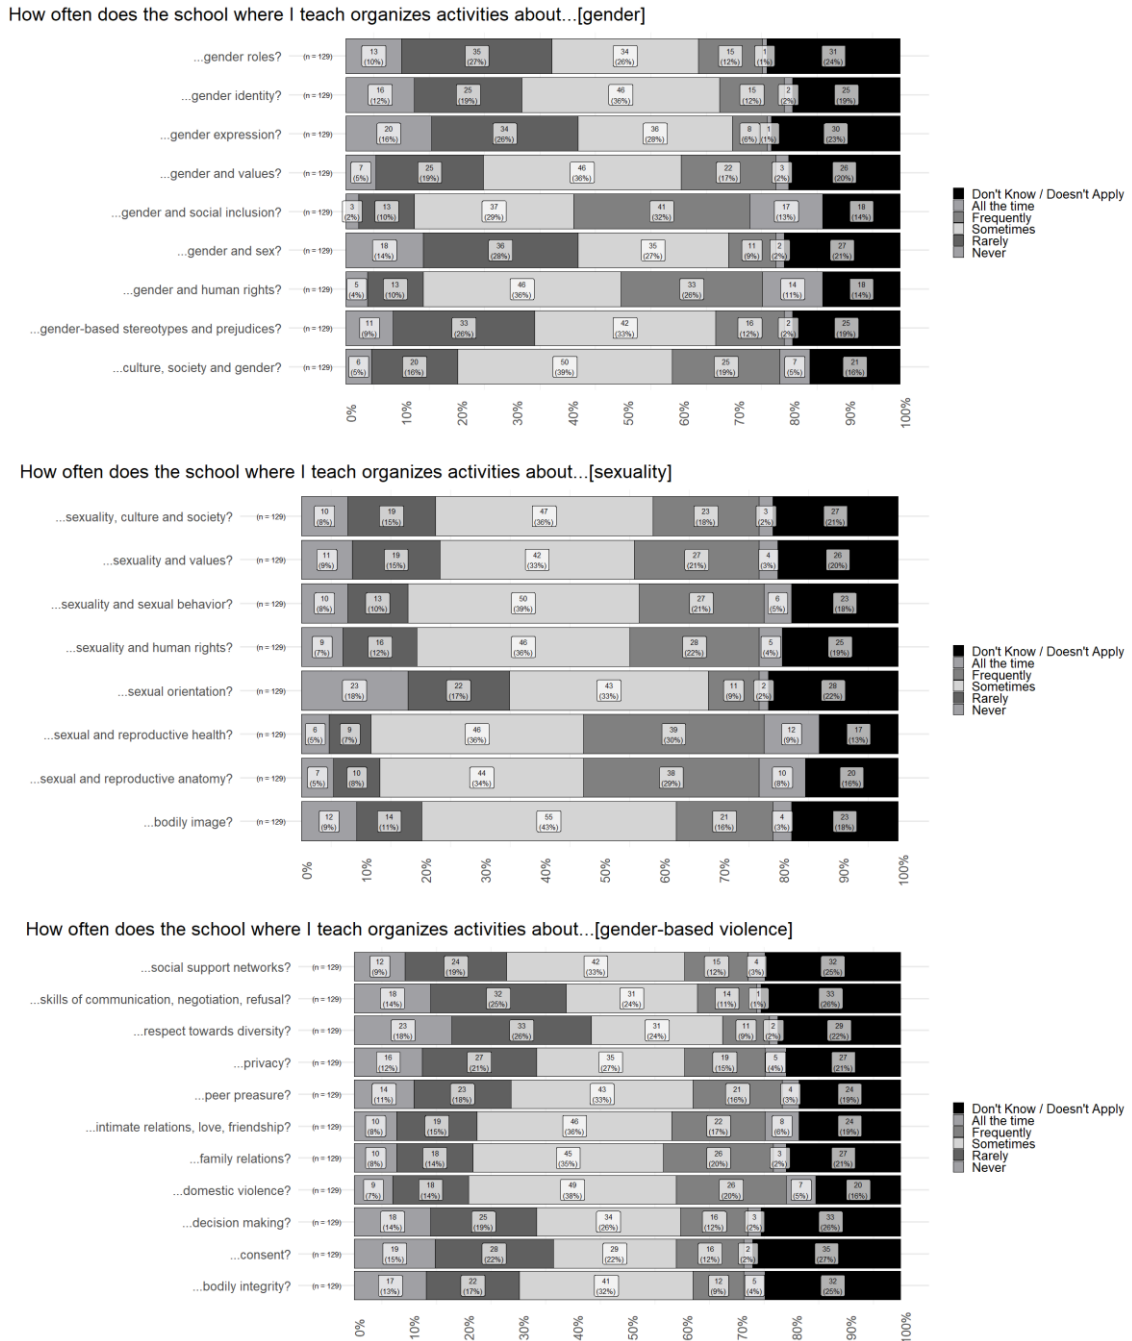 How often does the school where I teach organizes activities about...[gender]
...gender roles? (n = 129) 13 (10%) 35 (27%) 34 (26%) 15 (12%) 1 (1%) 31 (24%)
...gender identity? (n = 129) 16 (12%) 25 (19%) 46 (36%) 15 (12%) 2 (2%) 25 (19%)
...gender expression? (n = 129) 20 (16%) 34 (26%) 36 (28%) 8 (6%) 1 (1%) 30 (23%)
...gender and values? (n = 129) 7 (5%) 25 (19%) 46 (36%) 22 (17%) 3 (2%) 26 (20%)
...gender and social inclusion? (n = 129) 3 (2%) 13 (10%) 37 (29%) 41 (32%) 17 (13%) 18 (14%)
...gender and sex? (n = 129) 18 (14%) 36 (28%) 35 (27%) 11 (9%) 2 (2%) 27 (21%)
...gender and human rights? (n = 129) 5 (4%) 13 (10%) 46 (36%) 33 (26%) 14 (11%) 18 (14%)
...gender-based stereotypes and prejudices? (n = 129) 11 (9%) 33 (26%) 42 (33%) 16 (12%) 2 (2%) 25 (19%)
...culture, society and gender? (n = 129) 6 (5%) 20 (16%) 50 (39%) 25 (19%) 7 (5%) 21 (16%)
0% 10% 20% 30% 40% 50% 60% 70% 80% 90% 100%
Don't Know / Doesn't Apply
All the time
Frequently
Sometimes
Rarely
Never
How often does the school where I teach organizes activities about...[sexuality]
...sexuality, culture and society? (n = 129) 10 (8%) 19 (15%) 47 (36%) 23 (18%) 3 (2%) 27 (21%)
...sexuality and values? (n = 129) 11 (9%) 19 (15%) 42 (33%) 27 (21%) 4 (3%) 26 (20%)
...sexuality and sexual behavior? (n = 129) 10 (8%) 13 (10%) 50 (39%) 27 (21%) 6 (5%) 23 (18%)
...sexuality and human rights? (n = 129) 9 (7%) 16 (12%) 46 (36%) 28 (22%) 5 (4%) 25 (19%)
...sexual orientation? (n = 129) 23 (18%) 22 (17%) 43 (33%) 11 (9%) 2 (2%) 28 (22%)
...sexual and reproductive health? (n = 129) 6 (5%) 9 (7%) 46 (36%) 39 (30%) 12 (9%) 17 (13%)
...sexual and reproductive anatomy? (n = 129) 7 (5%) 10 (8%) 44 (34%) 38 (29%) 10 (8%) 20 (16%)
...bodily image? (n = 129) 12 (9%) 14 (11%) 55 (43%) 21 (16%) 4 (3%) 23 (18%)
0% 10% 20% 30% 40% 50% 60% 70% 80% 90% 100%
Don't Know / Doesn't Apply
All the time
Frequently
Sometimes
Rarely
Never
How often does the school where I teach organizes activities about...[gender-based violence]
...social support networks? (n = 129) 12 (9%) 24 (19%) 42 (33%) 15 (12%) 4 (3%) 32 (25%)
...skills of communication, negotiation, refusal? (n = 129) 18 (14%) 32 (25%) 31 (24%) 14 (11%) 1 (1%) 33 (26%)
...respect towards diversity? (n = 129) 23 (18%) 33 (26%) 31 (24%) 11 (9%) 2 (2%) 29 (22%)
...privacy? (n = 129) 16 (12%) 27 (21%) 35 (27%) 19 (15%) 5 (4%) 27 (21%)
...peer preasure? (n = 129) 14 (11%) 23 (18%) 43 (33%) 21 (16%) 4 (3%) 24 (19%)
...intimate relations, love, friendship? (n = 129) 10 (8%) 19 (15%) 46 (36%) 22 (17%) 8 (6%) 24 (19%)
...family relations? (n = 129) 10 (8%) 18 (14%) 45 (35%) 26 (20%) 3 (2%) 27 (21%)
...domestic violence? (n = 129) 9 (7%) 18 (14%) 49 (38%) 26 (20%) 7 (5%) 20 (16%)
...decision making? (n = 129) 18 (14%) 25 (19%) 34 (26%) 16 (12%) 3 (2%) 33 (26%)
...consent? (n = 129) 19 (15%) 28 (22%) 29 (22%) 16 (12%) 2 (2%) 35 (27%)
...bodily integrity? (n = 129) 17 (13%) 22 (17%) 41 (32%) 12 (9%) 5 (4%) 32 (25%)
0% 10% 20% 30% 40% 50% 60% 70% 80% 90% 100%
Don't Know / Doesn't Apply
All the time
Frequently
Sometimes
Rarely
Never